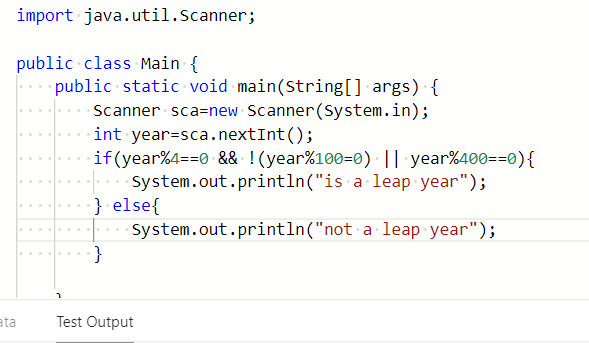 import java.util.Scanner;
public class Main {
public static void main(String[] args) {
Scanner sca=new Scanner(System.in);
int year=sca.nextInt();
if(year%4==0 && !(year%100=0) || year%400==0){
System.out.println("is a leap year");
} else{
System.out.println("not a leap year");
}
}
Test Output